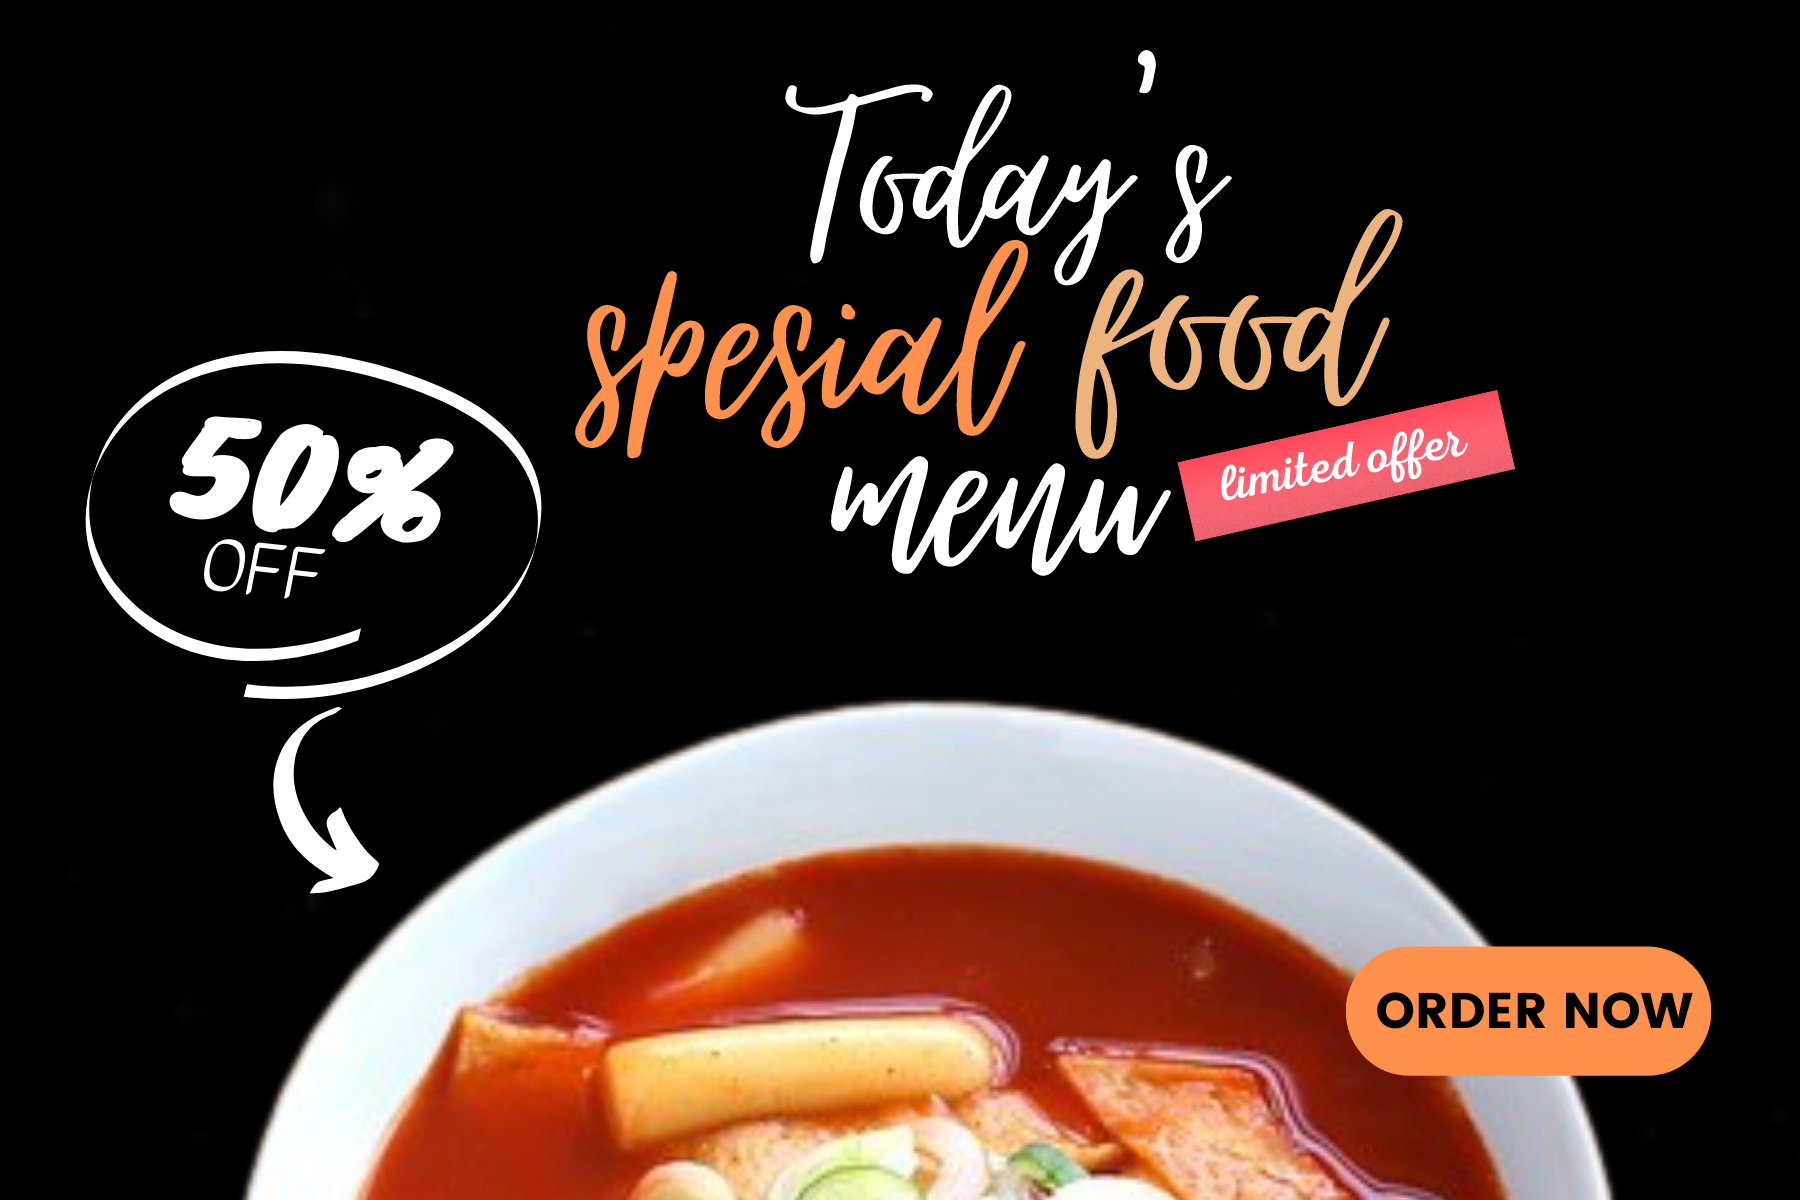 Today's
spesial food
menu
limited offer
50%
OFF
ORDER NOW